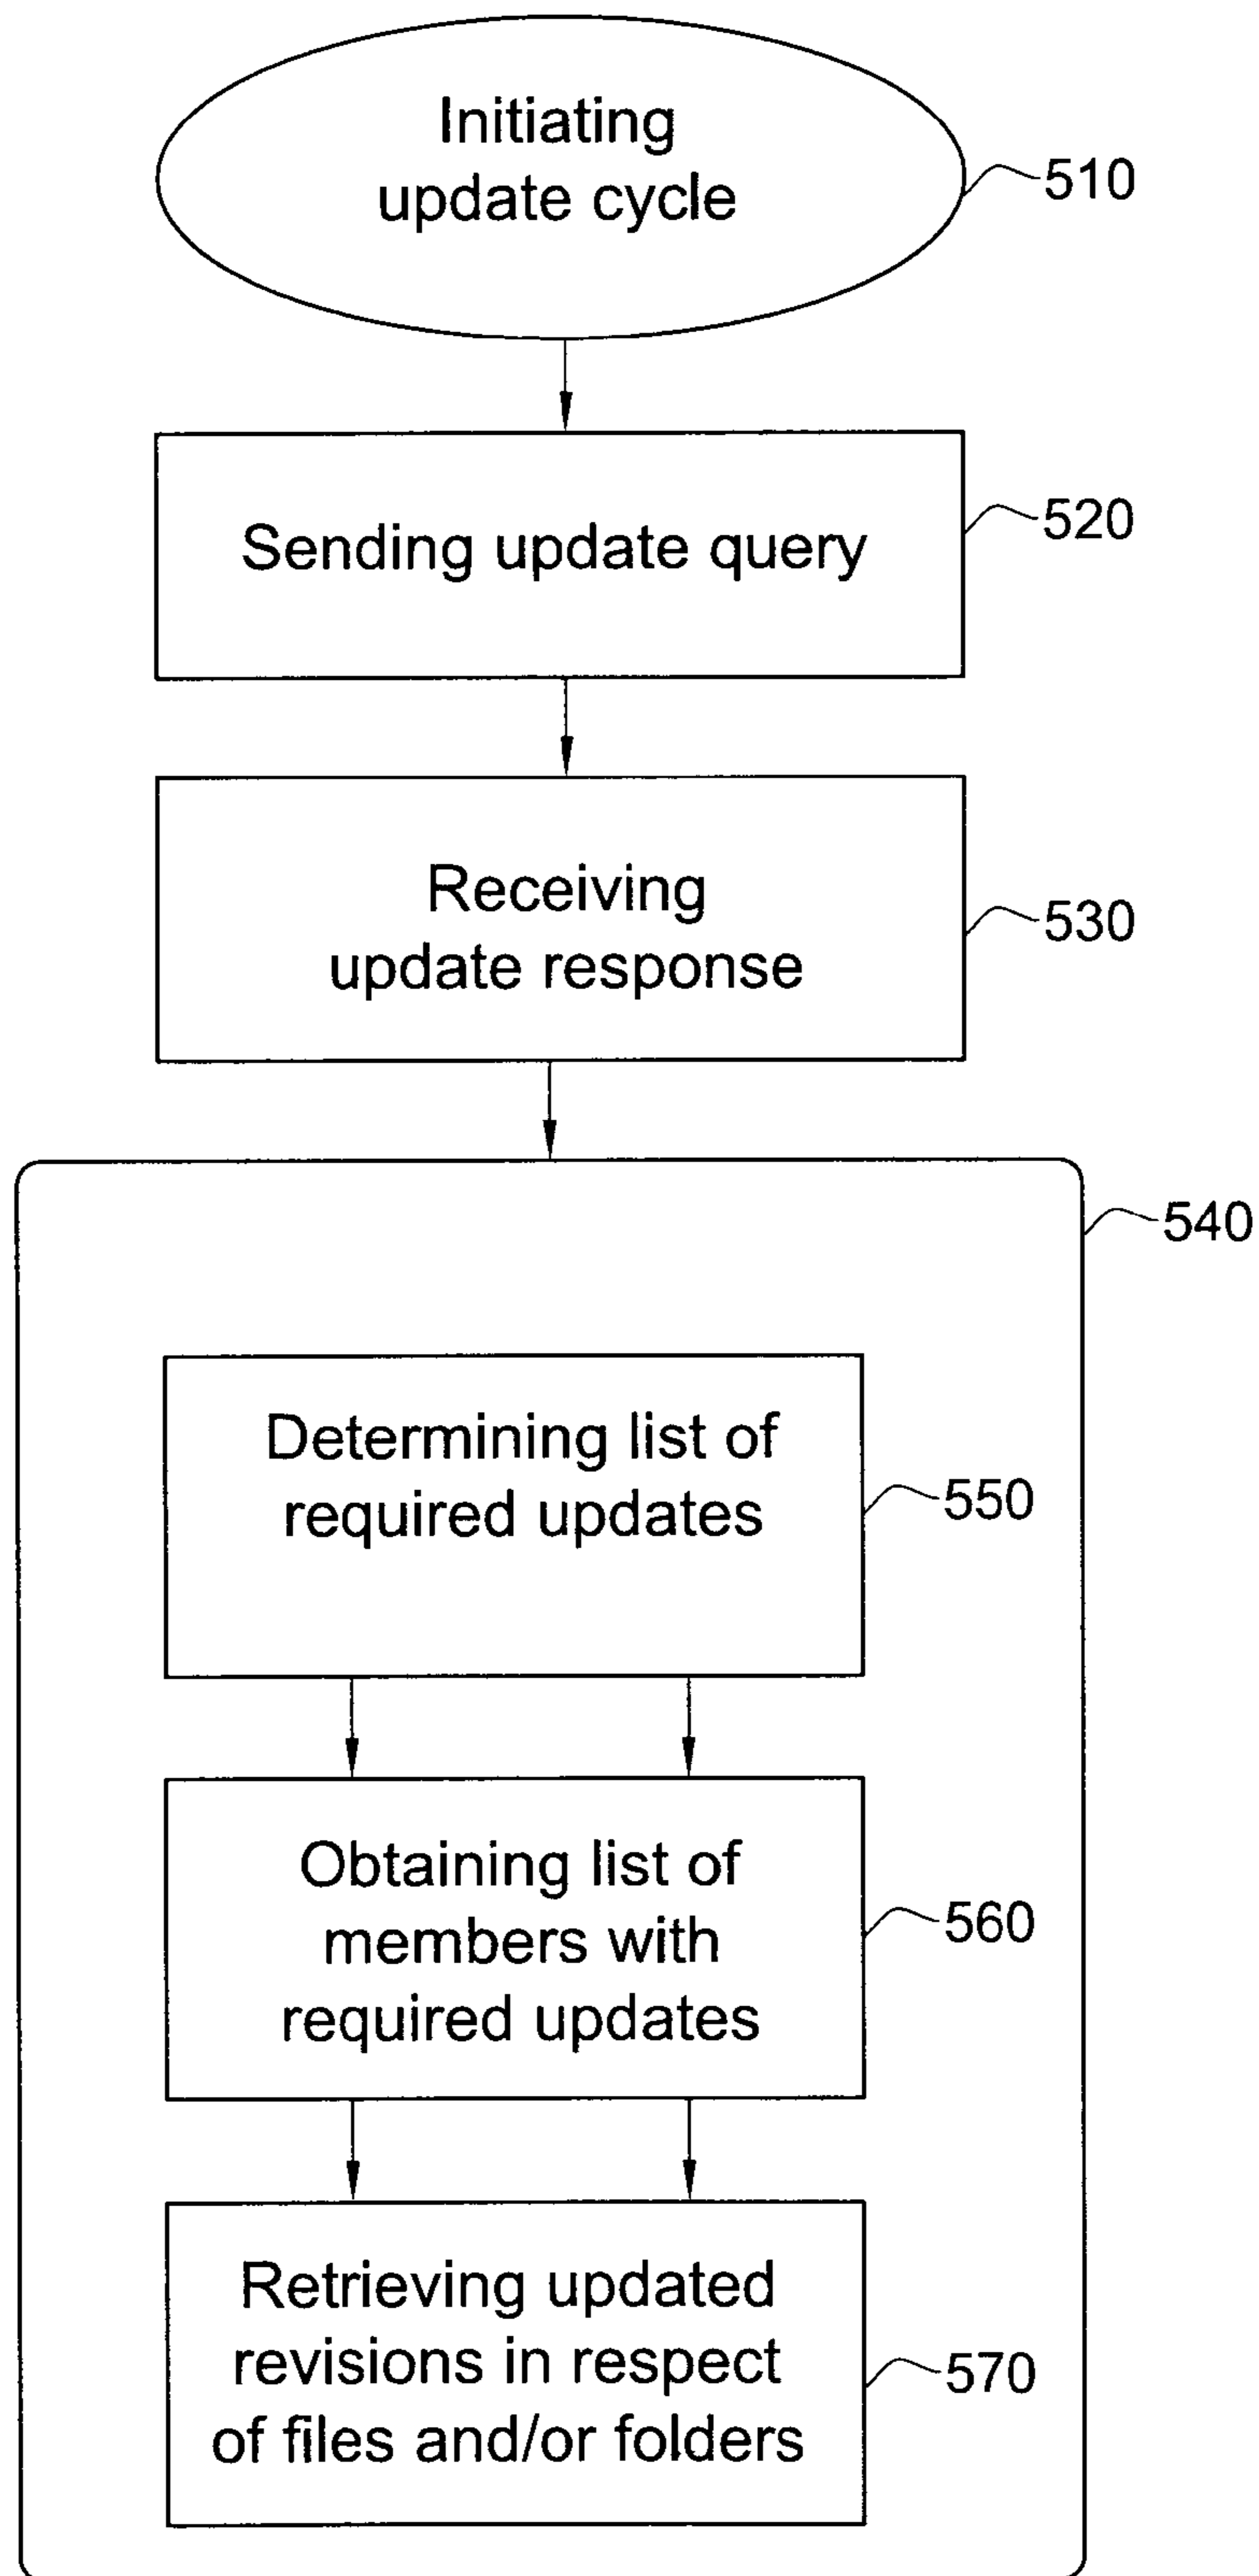 Initiating
update cycle
510
Sending update query
520
Receiving
update response
530
540
Determining list of
required updates
550
Obtaining list of
members with
required updates
560
Retrieving updated
revisions in respect
of files and/or folders
570